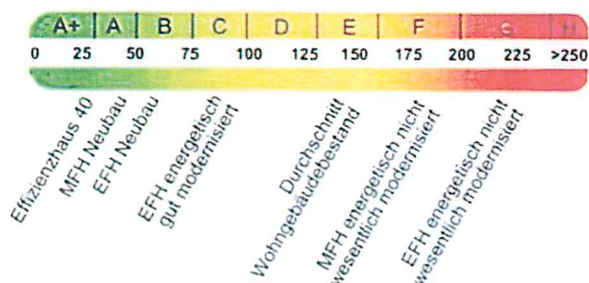 A+ A B C D E F G H
0 25 50 75 100 125 150 175 200 225 >250
Effizienzhaus 40
MFH Neubau
EFH Neubau
EFH energetisch
gut modernisiert
Durchschnitt
Wohngebäudebestand
MFH energetisch nicht
wesentlich modernisiert
EFH energetisch nicht
wesentlich modernisiert